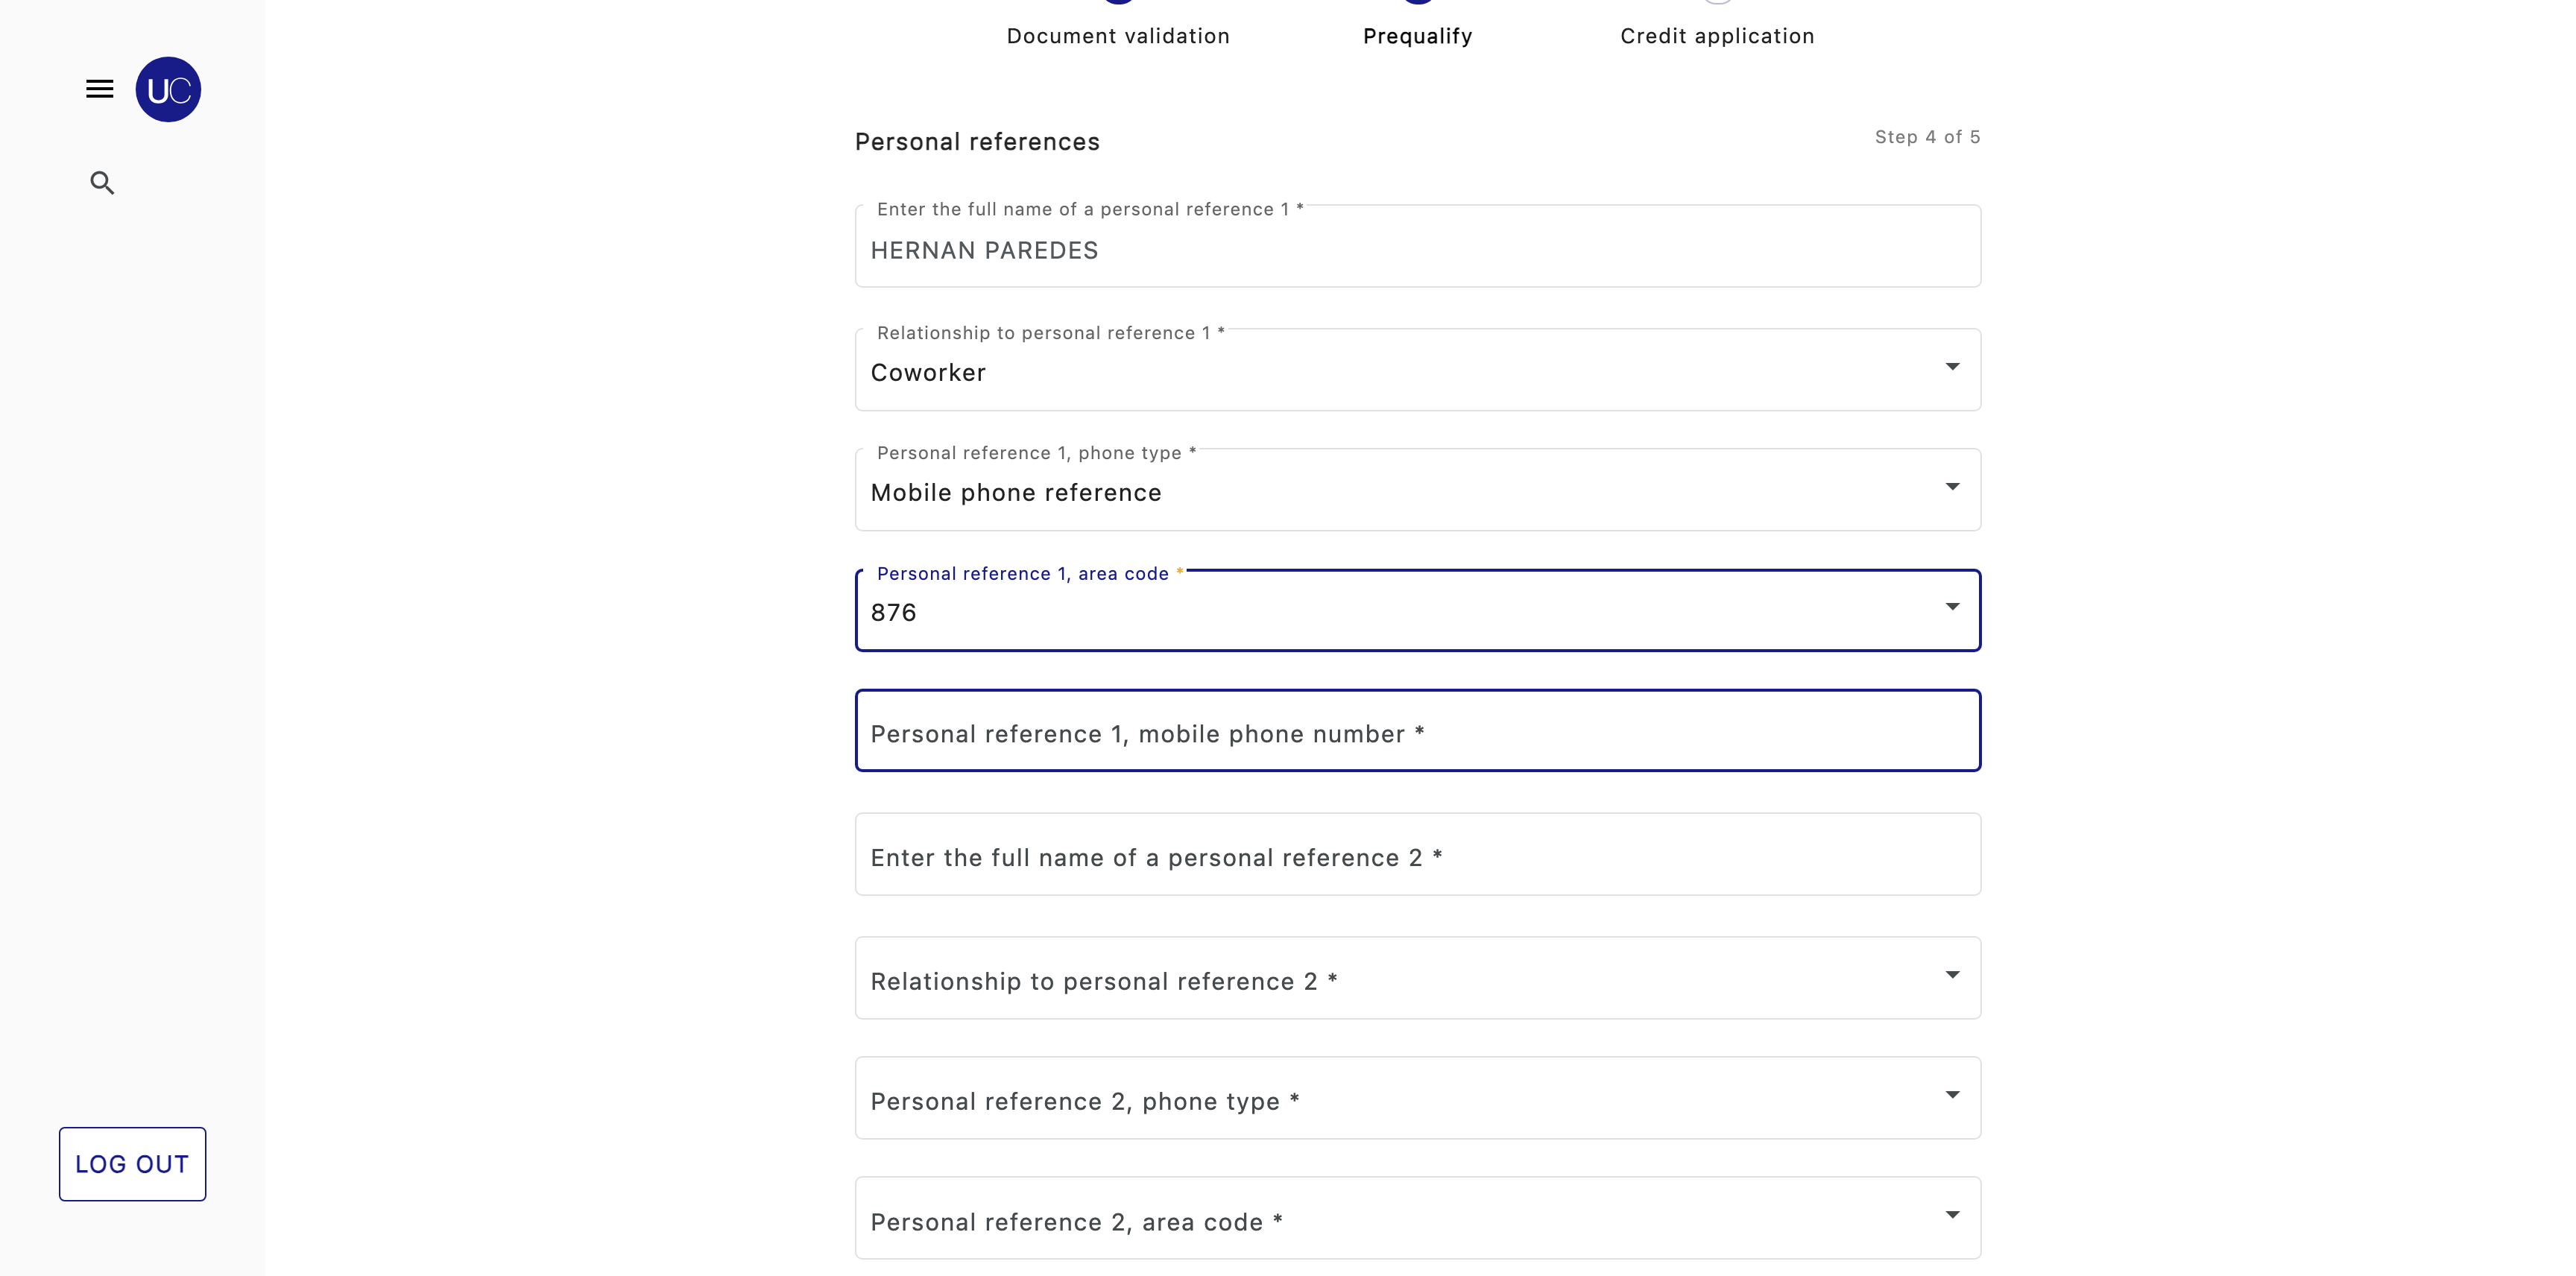 Document validation
Prequalify
Credit application
UC
Personal references
Step 4 of 5
Enter the full name of a personal reference 1 *
HERNAN PAREDES
Relationship to personal reference 1 *
Coworker
Personal reference 1, phone type *
Mobile phone reference
Personal reference 1, area code *
876
Personal reference 1, mobile phone number *
Enter the full name of a personal reference 2 *
Relationship to personal reference 2 *
Personal reference 2, phone type *
Personal reference 2, area code *
LOG OUT